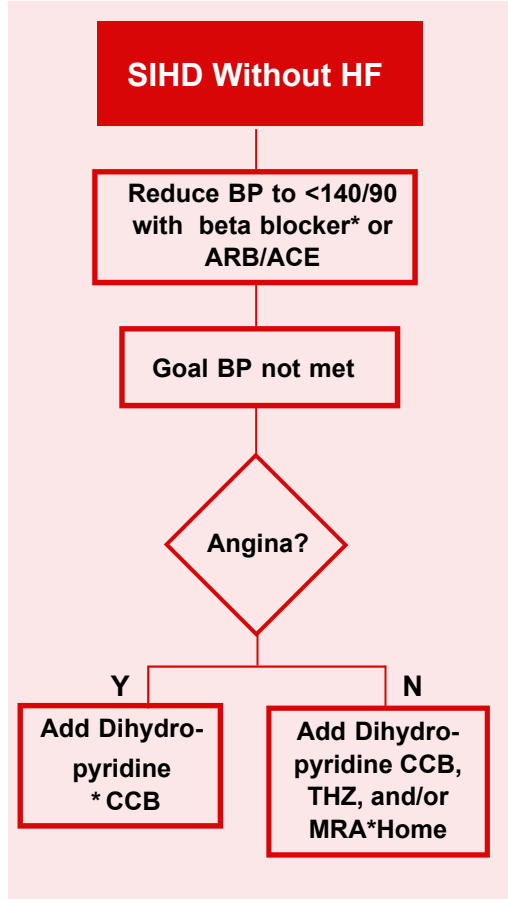 SIHD Without HF
Reduce BP to <140/90
with beta blocker* or
ARB/ACE
Goal BP not met
Angina?
Y
N
Add Dihydro-
pyridine
* CCB
Add Dihydro-
pyridine CCB,
THZ, and/or
MRA*Home